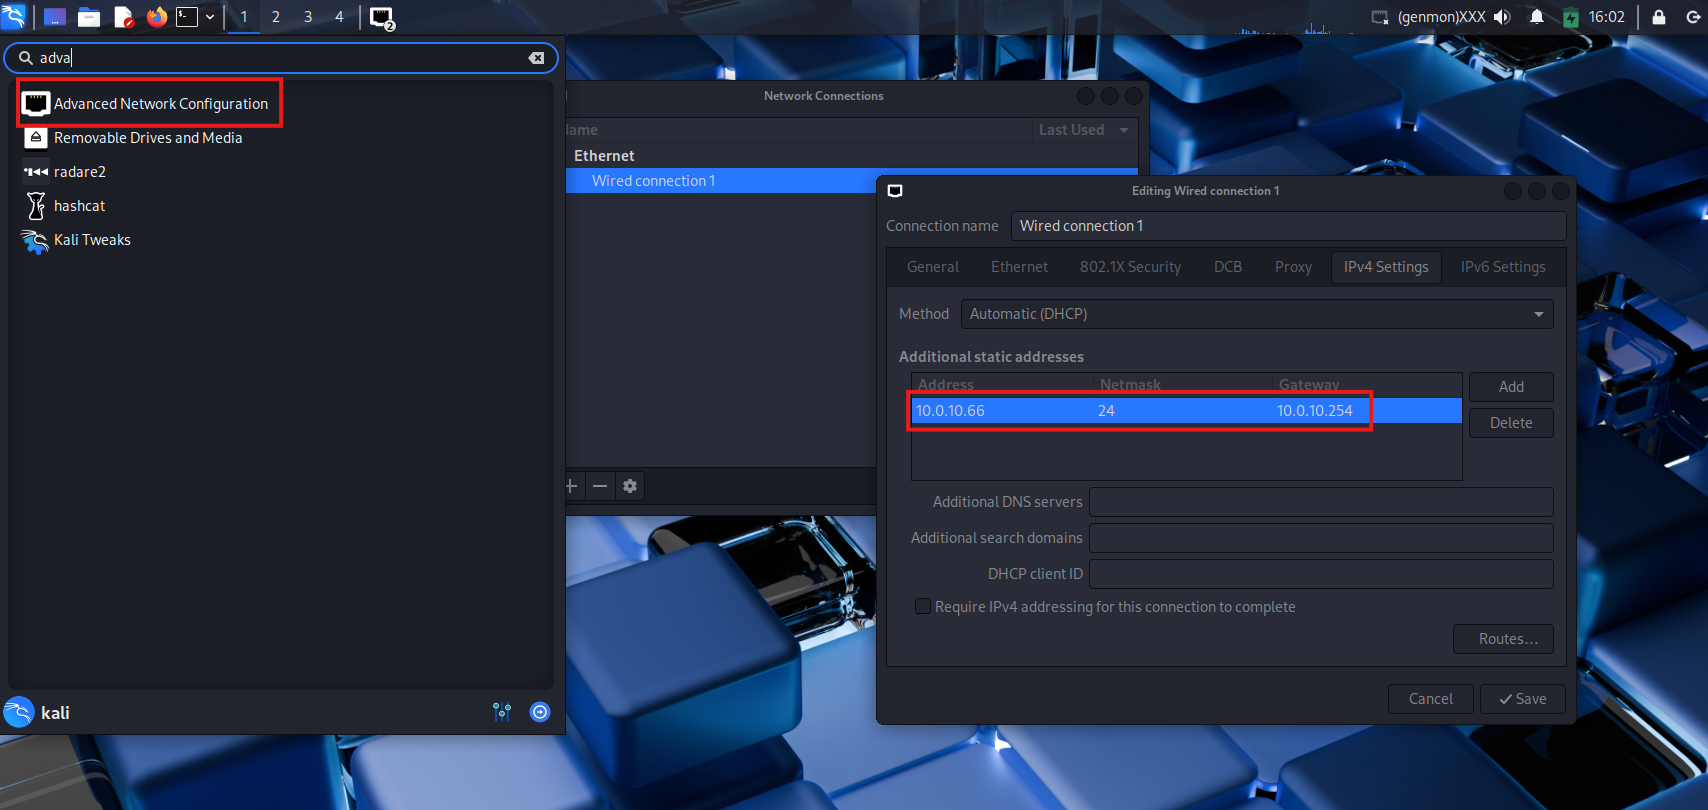 1 2 3 4 2
(genmon)XXX 16:02
adva
Advanced Network Configuration
Removable Drives and Media
radare2
hashcat
Kali Tweaks
kali
Network Connections
Last Used
Ethernet
Wired connection 1
Editing Wired connection 1
Connection name Wired connection 1
General Ethernet 802.1X Security DCB Proxy IPv4 Settings IPv6 Settings
Method Automatic (DHCP)
Additional static addresses
Address Netmask Gateway
Add
10.0.10.66 24 10.0.10.254
Delete
Additional DNS servers
Additional search domains
DHCP client ID
Require IPv4 addressing for this connection to complete
Routes...
Cancel Save